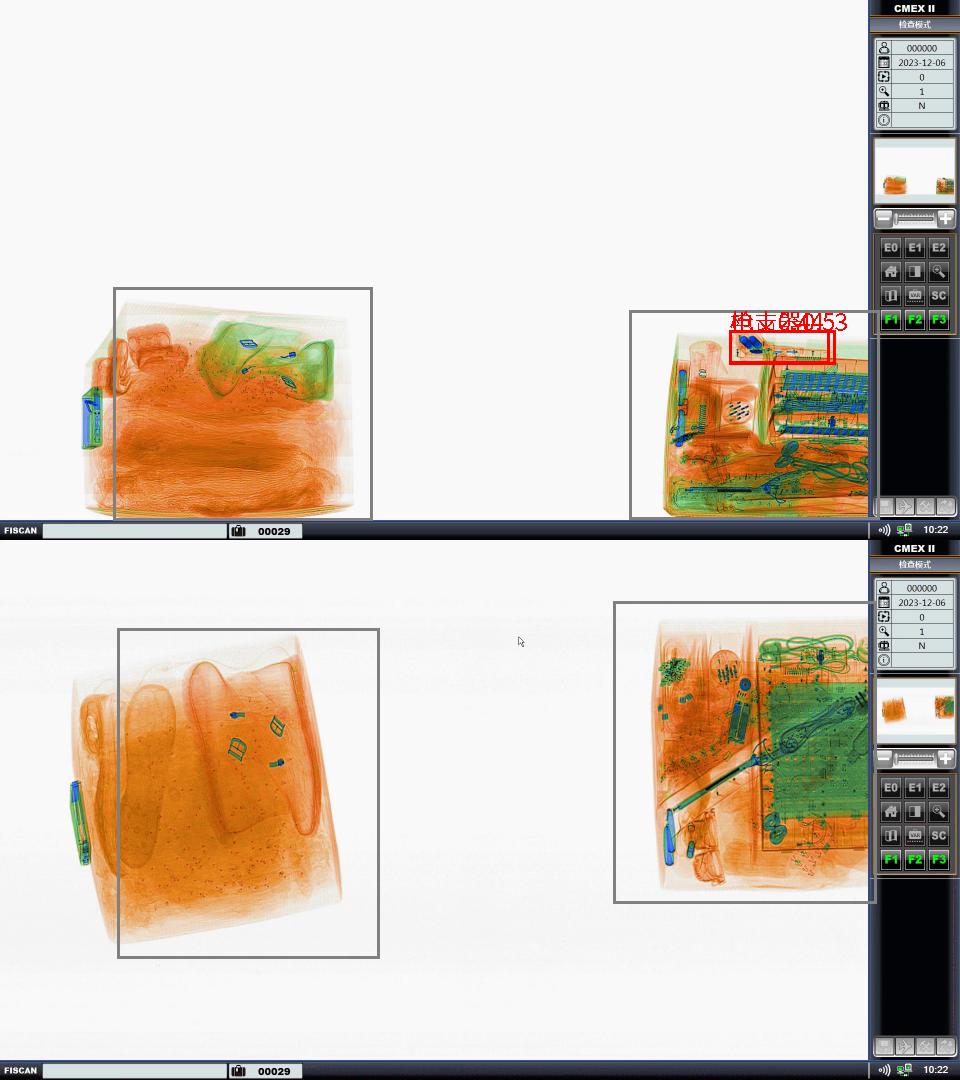 CMEX II
检查模式
000000
2023-12-06
0
1
N
E0 E1 E2
VAR SC
F1 F2 F3
FISCAN 00029 10:22
CMEX II
检查模式
000000
2023-12-06
0
1
N
E0 E1 E2
VAR SC
F1 F2 F3
FISCAN 00029 10:22